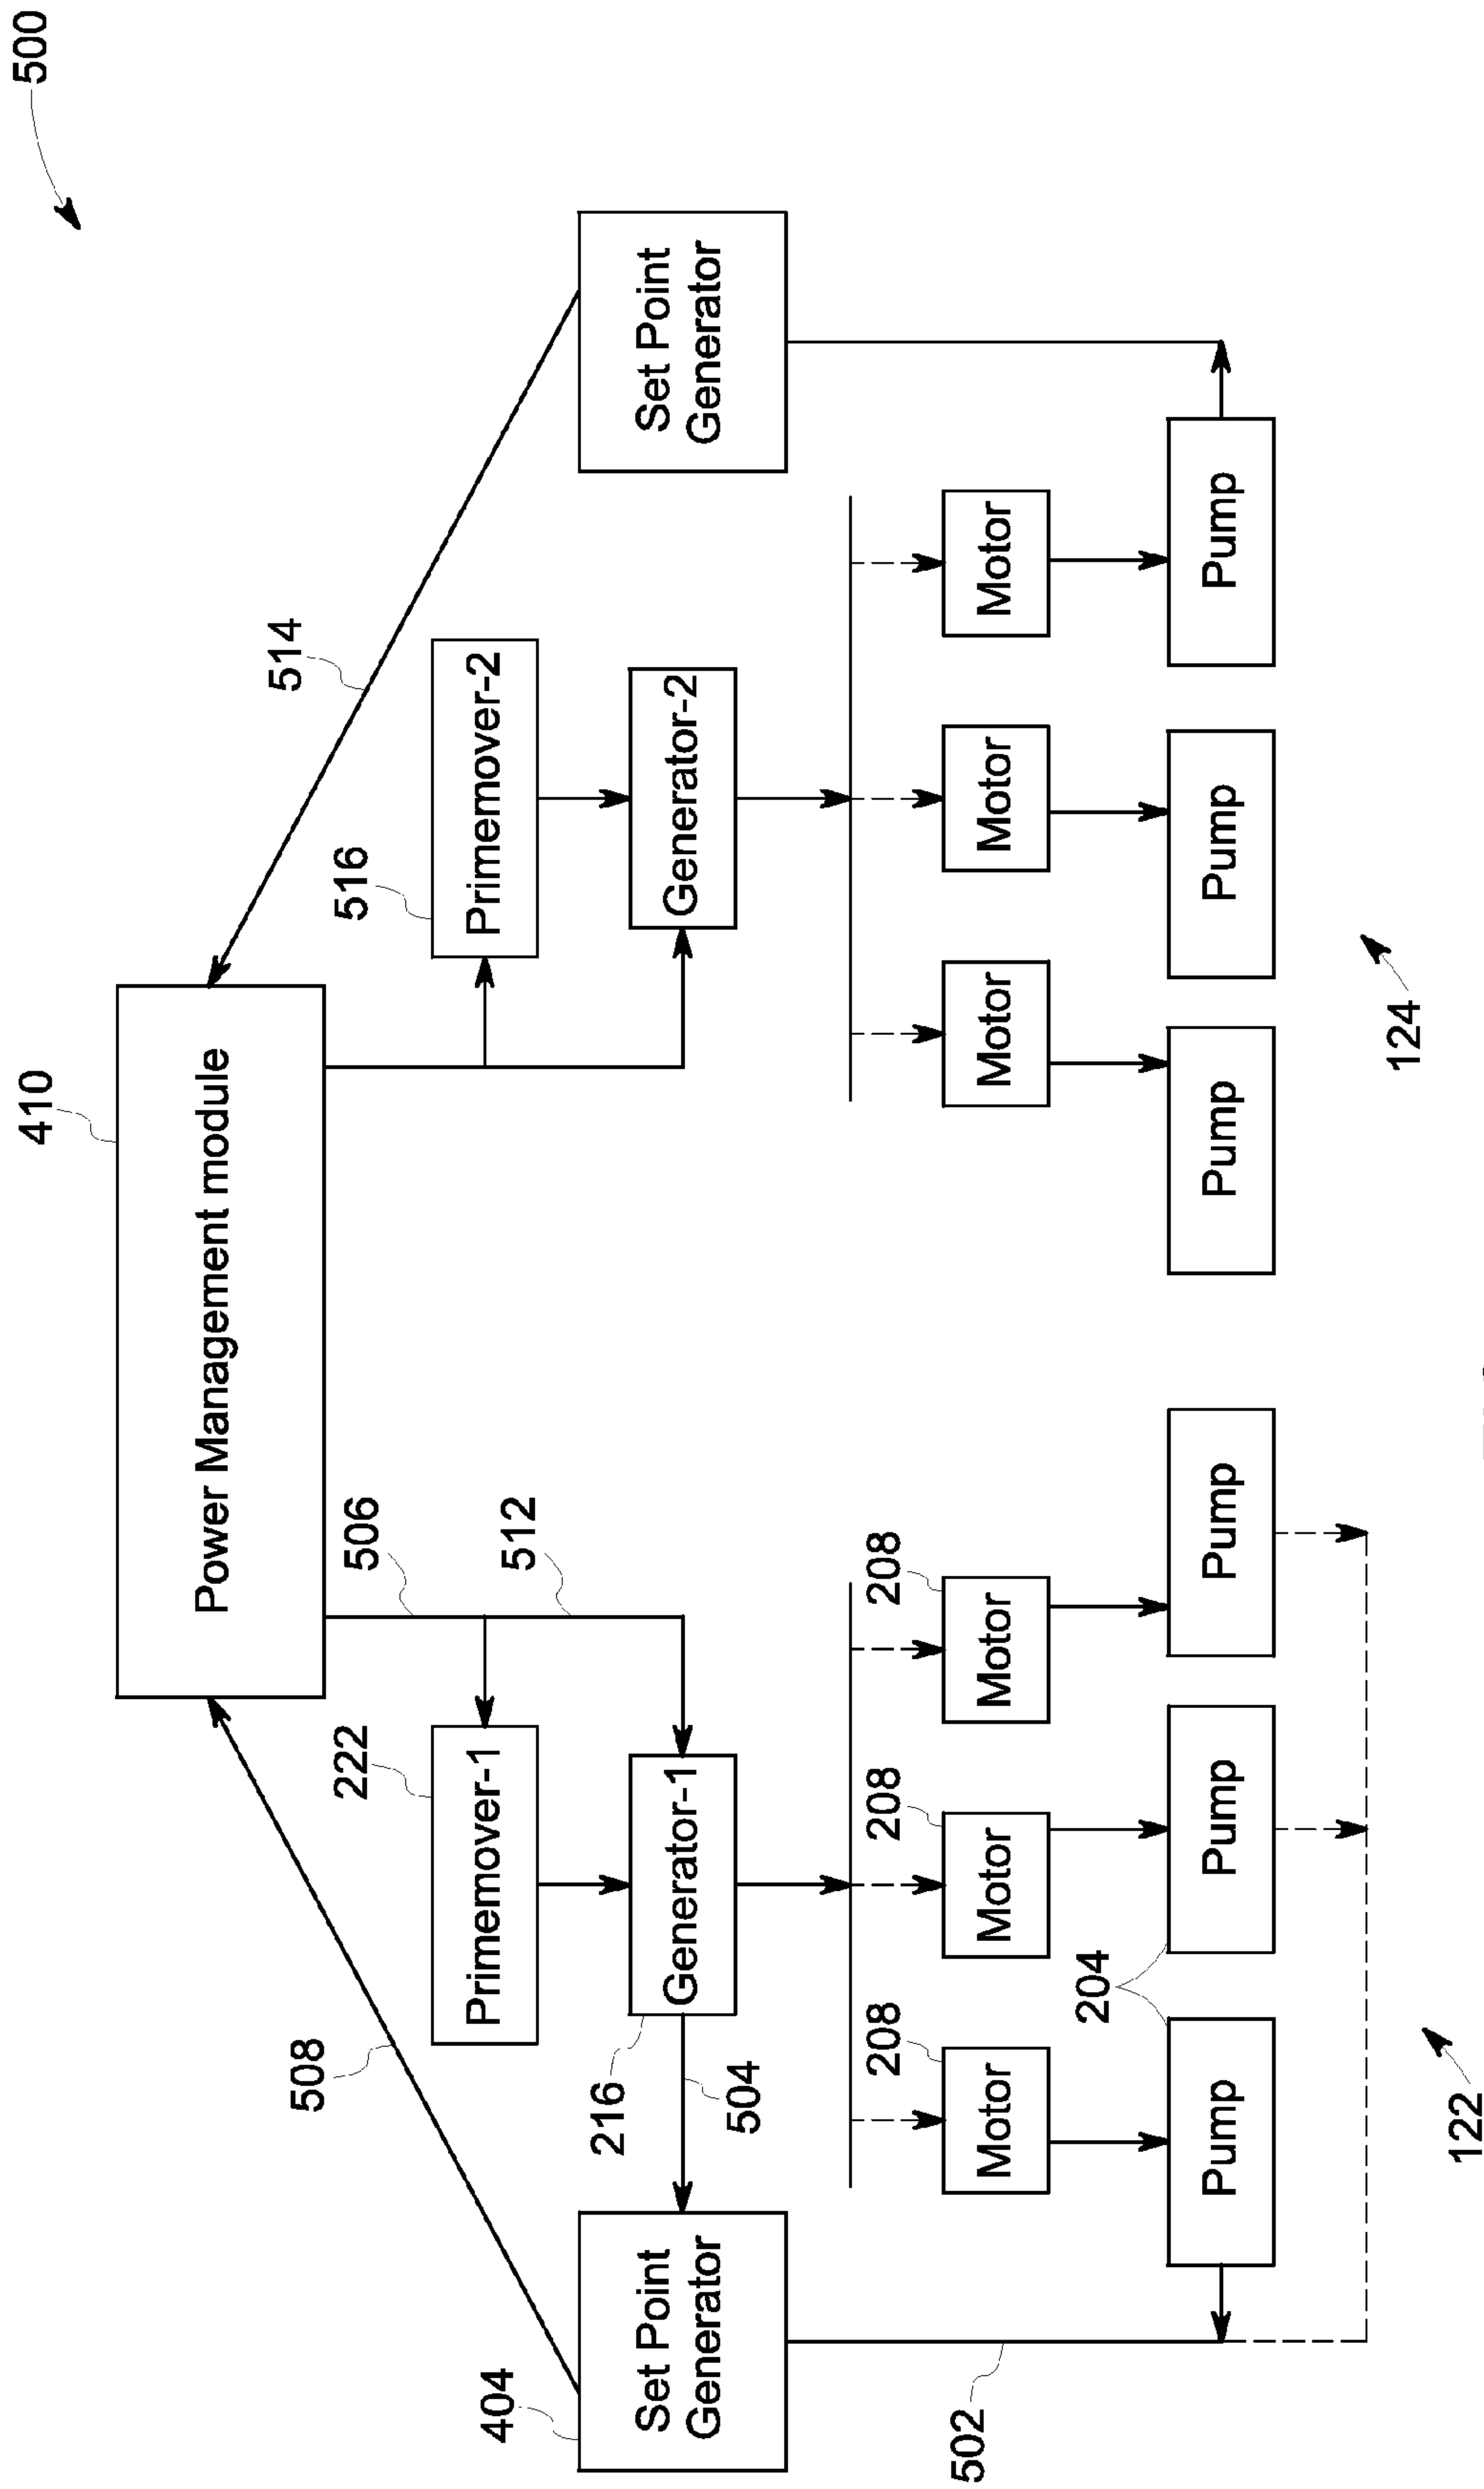 500
410
Power Management module
508
506
512
514
222
Primemover-1
516
Primemover-2
404
Set Point
Generator
504
216
Generator-1
Generator-2
Set Point
Generator
208
208
208
Motor
Motor
Motor
Motor
Motor
Motor
502
204
Pump
Pump
Pump
Pump
Pump
Pump
122
124